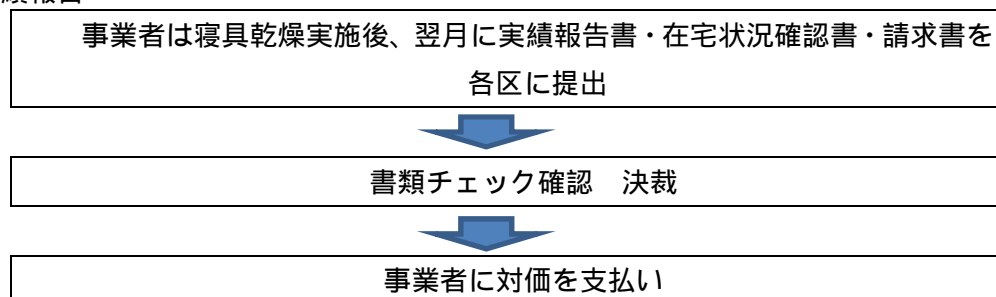 事業者は寝具乾燥実施後、翌月に実績報告書・在宅状況確認書・請求書を
各区に提出
書類チェック確認　決裁
事業者に対価を支払い